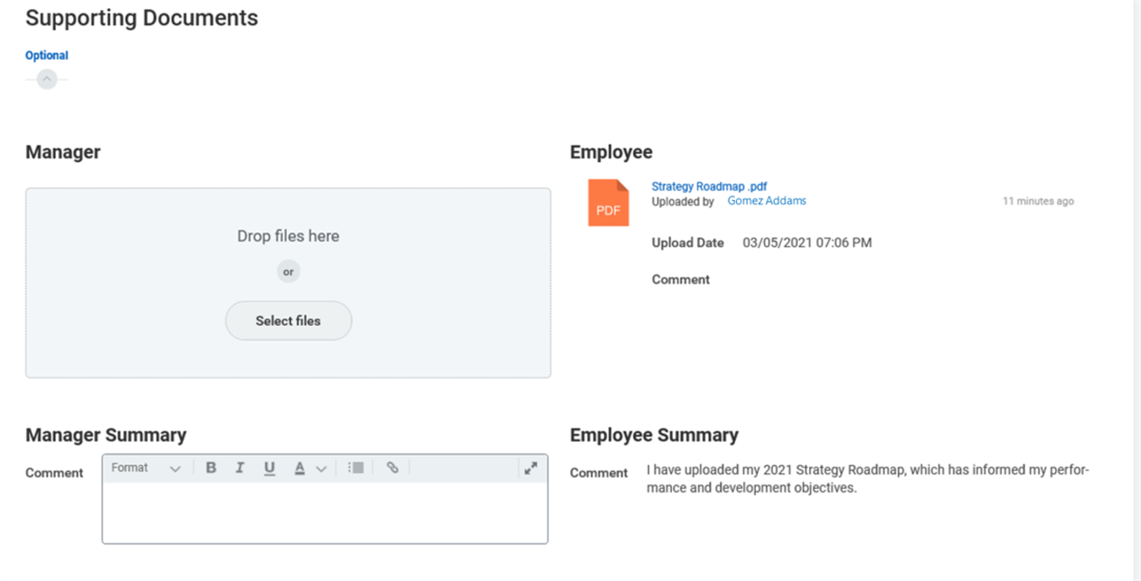 Supporting Documents
Optional
Manager
Drop files here
or
Select files
Employee
PDF
Strategy Roadmap .pdf
Uploaded by Gomez Addams
11 minutes ago
Upload Date 03/05/2021 07:06 PM
Comment
Manager Summary
Comment
Format B I U A
Employee Summary
Comment I have uploaded my 2021 Strategy Roadmap, which has informed my perfor-
mance and development objectives.